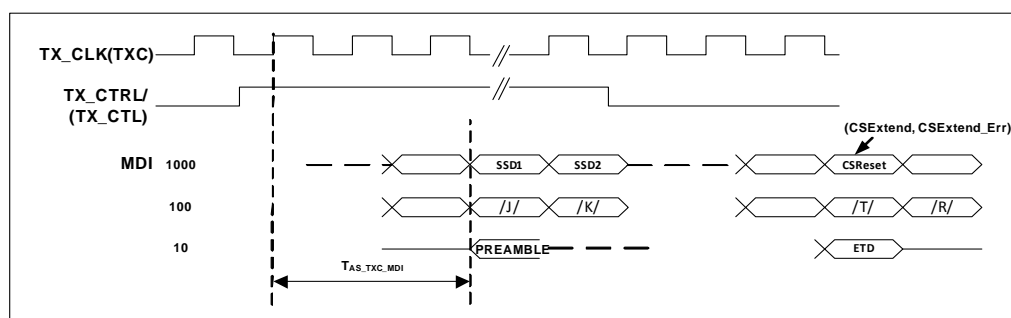 TX_CLK(TXC)
TX_CTRL/
(TX_CTL)
(CSExtend, CSExtend_Err)
MDI 1000 SSD1 SSD2 CSReset
100 /J/ /K/ /T/ /R/
10 PREAMBLE ETD
TAS_TXC_MDI